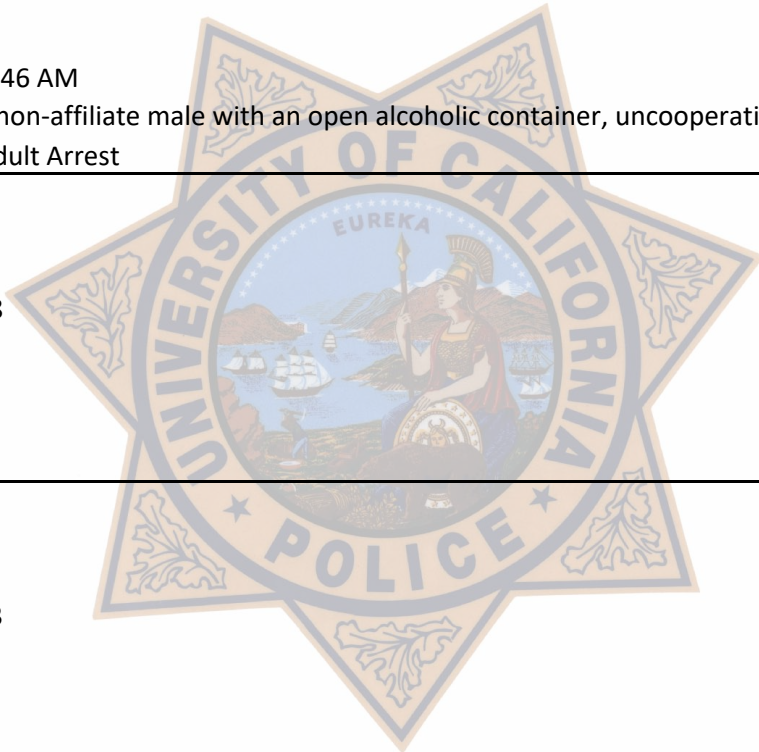 46 AM
non-affiliate male with an open alcoholic container, uncooperati
dult Arrest
UNIVERSITY OF CALIFORNIA
EUREKA
POLICE